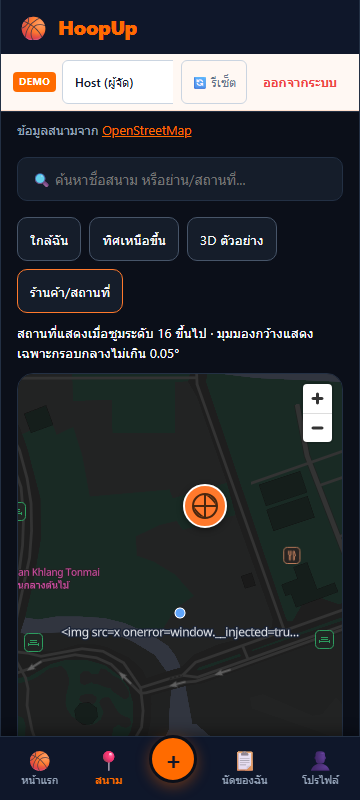 HoopUp
DEMO
Host (ผู้จัด)
รีเซ็ต
ออกจากระบบ
ข้อมูลสนามจาก OpenStreetMap
ค้นหาชื่อสนาม หรือย่าน/สถานที่...
ใกล้ฉัน
ทิศเหนือขึ้น
3D ตัวอย่าง
ร้านค้า/สถานที่
สถานที่แสดงเมื่อซูมระดับ 16 ขึ้นไป · มุมมองกว้างแสดง
เฉพาะกรอบกลางไม่เกิน 0.05°
+
−
an Khlang Tonmai
นกลางต้นไม้
<img src=x onerror=window.__injected=tru...
หน้าแรก
สนาม
+
นัดของฉัน
โปรไฟล์